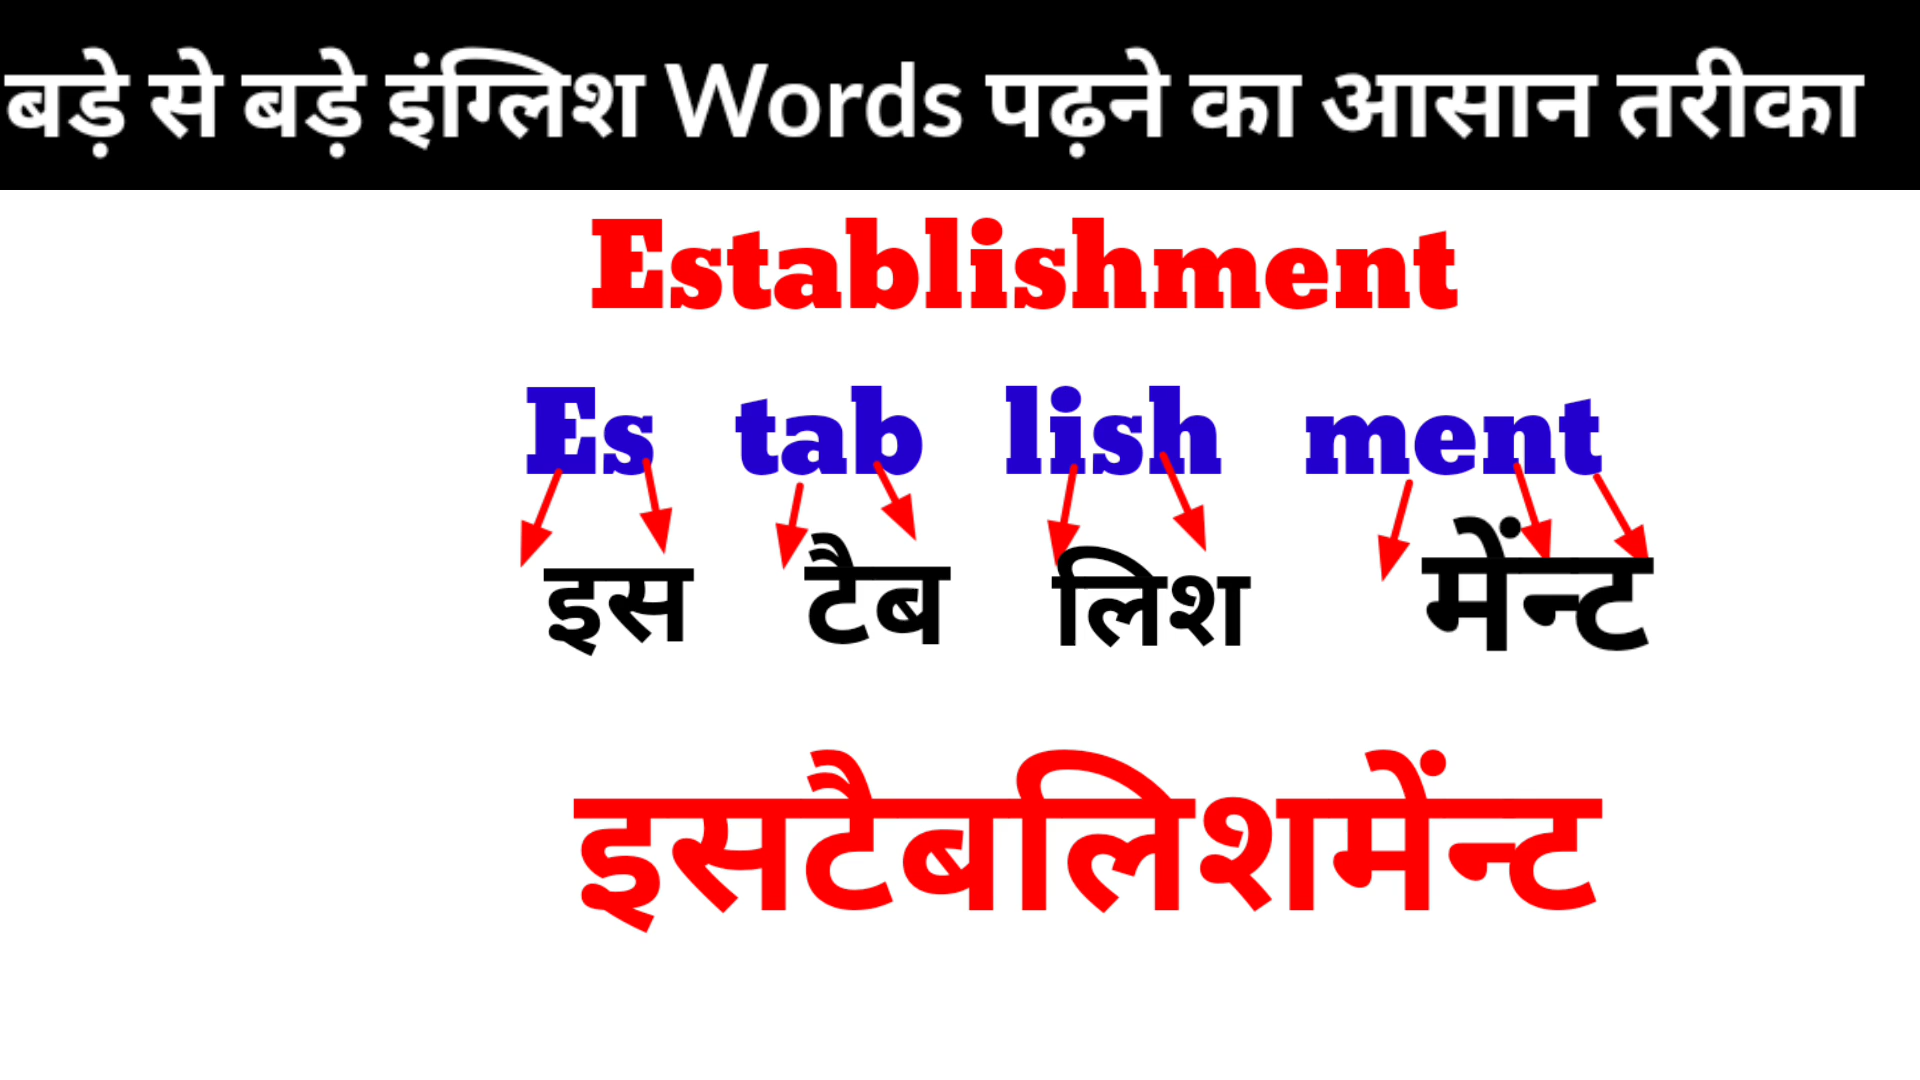 बड़े से बड़े इंग्लिश Words पढ़ने का आसान तरीका
Establishment
Es tab lish ment
इस टैब लिश मेंन्ट
इसटैबलिशमेंन्ट